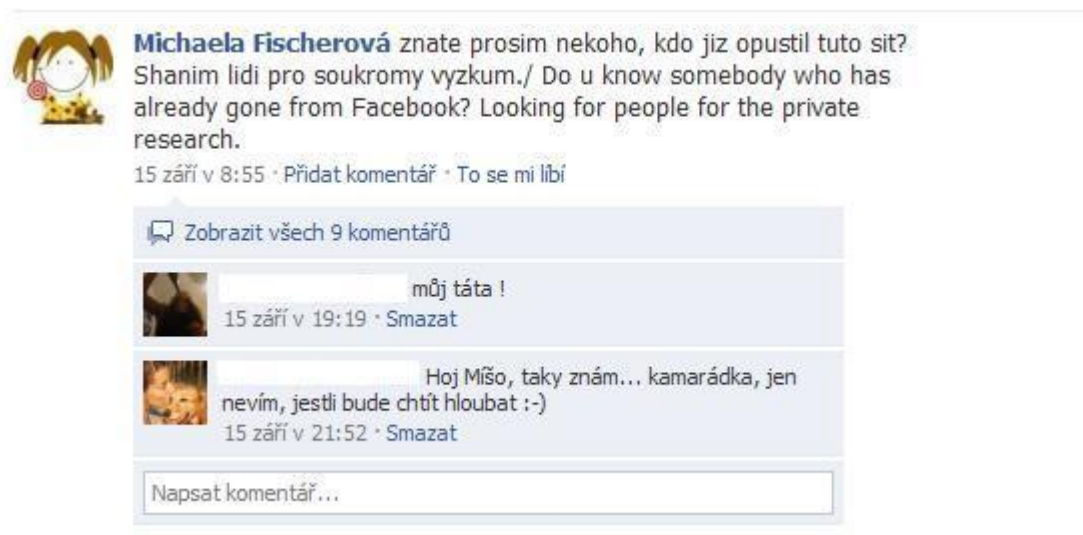 Michaela Fischerová znate prosim nekoho, kdo jiz opustil tuto sit?
Shanim lidi pro soukromy vyzkum./ Do u know somebody who has
already gone from Facebook? Looking for people for the private
research.
15 září v 8:55 · Přidat komentář · To se mi líbí
Zobrazit všech 9 komentářů
můj táta !
15 září v 19:19 · Smazat
Hoj Míšo, taky znám... kamarádka, jen
nevím, jestli bude chtít hloubat :-)
15 září v 21:52 · Smazat
Napsat komentář...